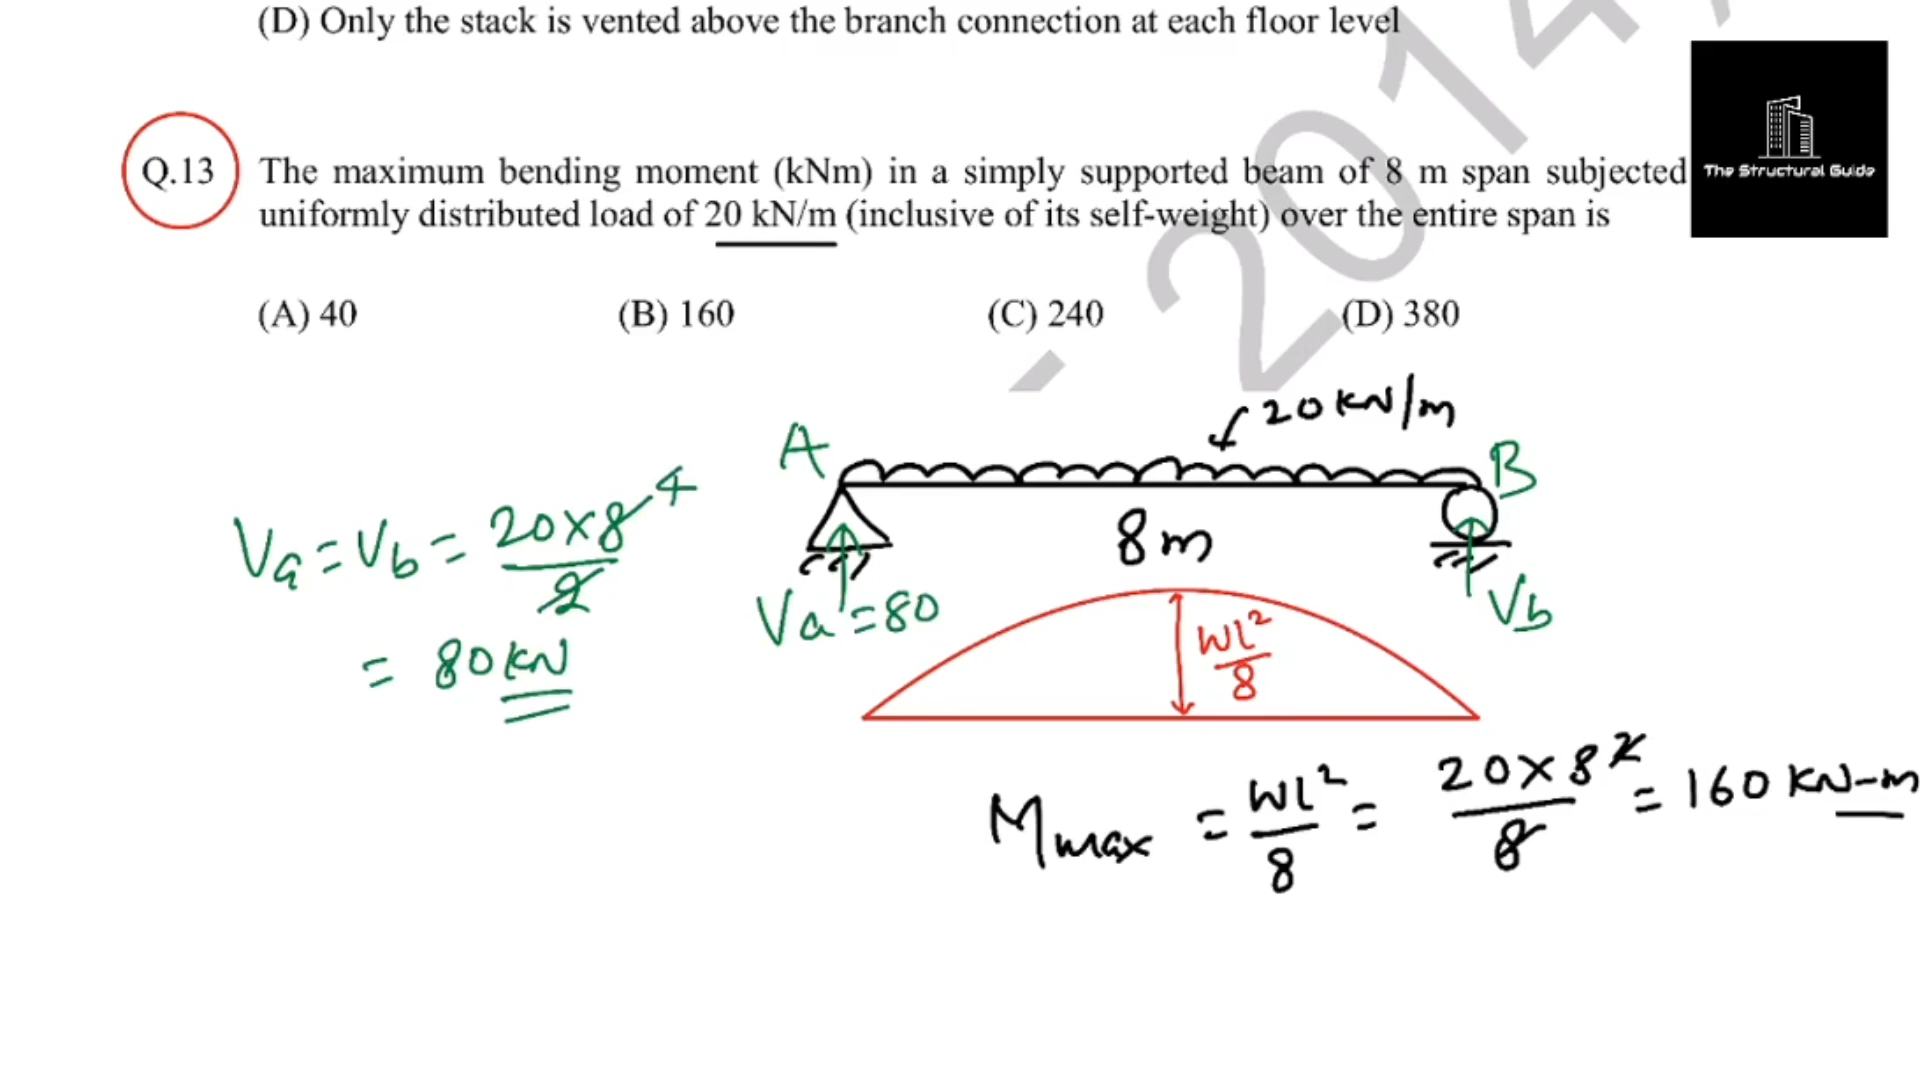 (D) Only the stack is vented above the branch connection at each floor level
2014
The Structural Guide
Q.13 The maximum bending moment (kNm) in a simply supported beam of 8 m span subjected
uniformly distributed load of 20 kN/m (inclusive of its self-weight) over the entire span is
(A) 40 (B) 160 (C) 240 (D) 380
20 kN/m
A B
Va = Vb = 20×8/2 4
8m
= 80 kN
Va = 80 Vb
Wl²/8
Mmax = Wl²/8 = 20×8²/8 = 160 kN-m